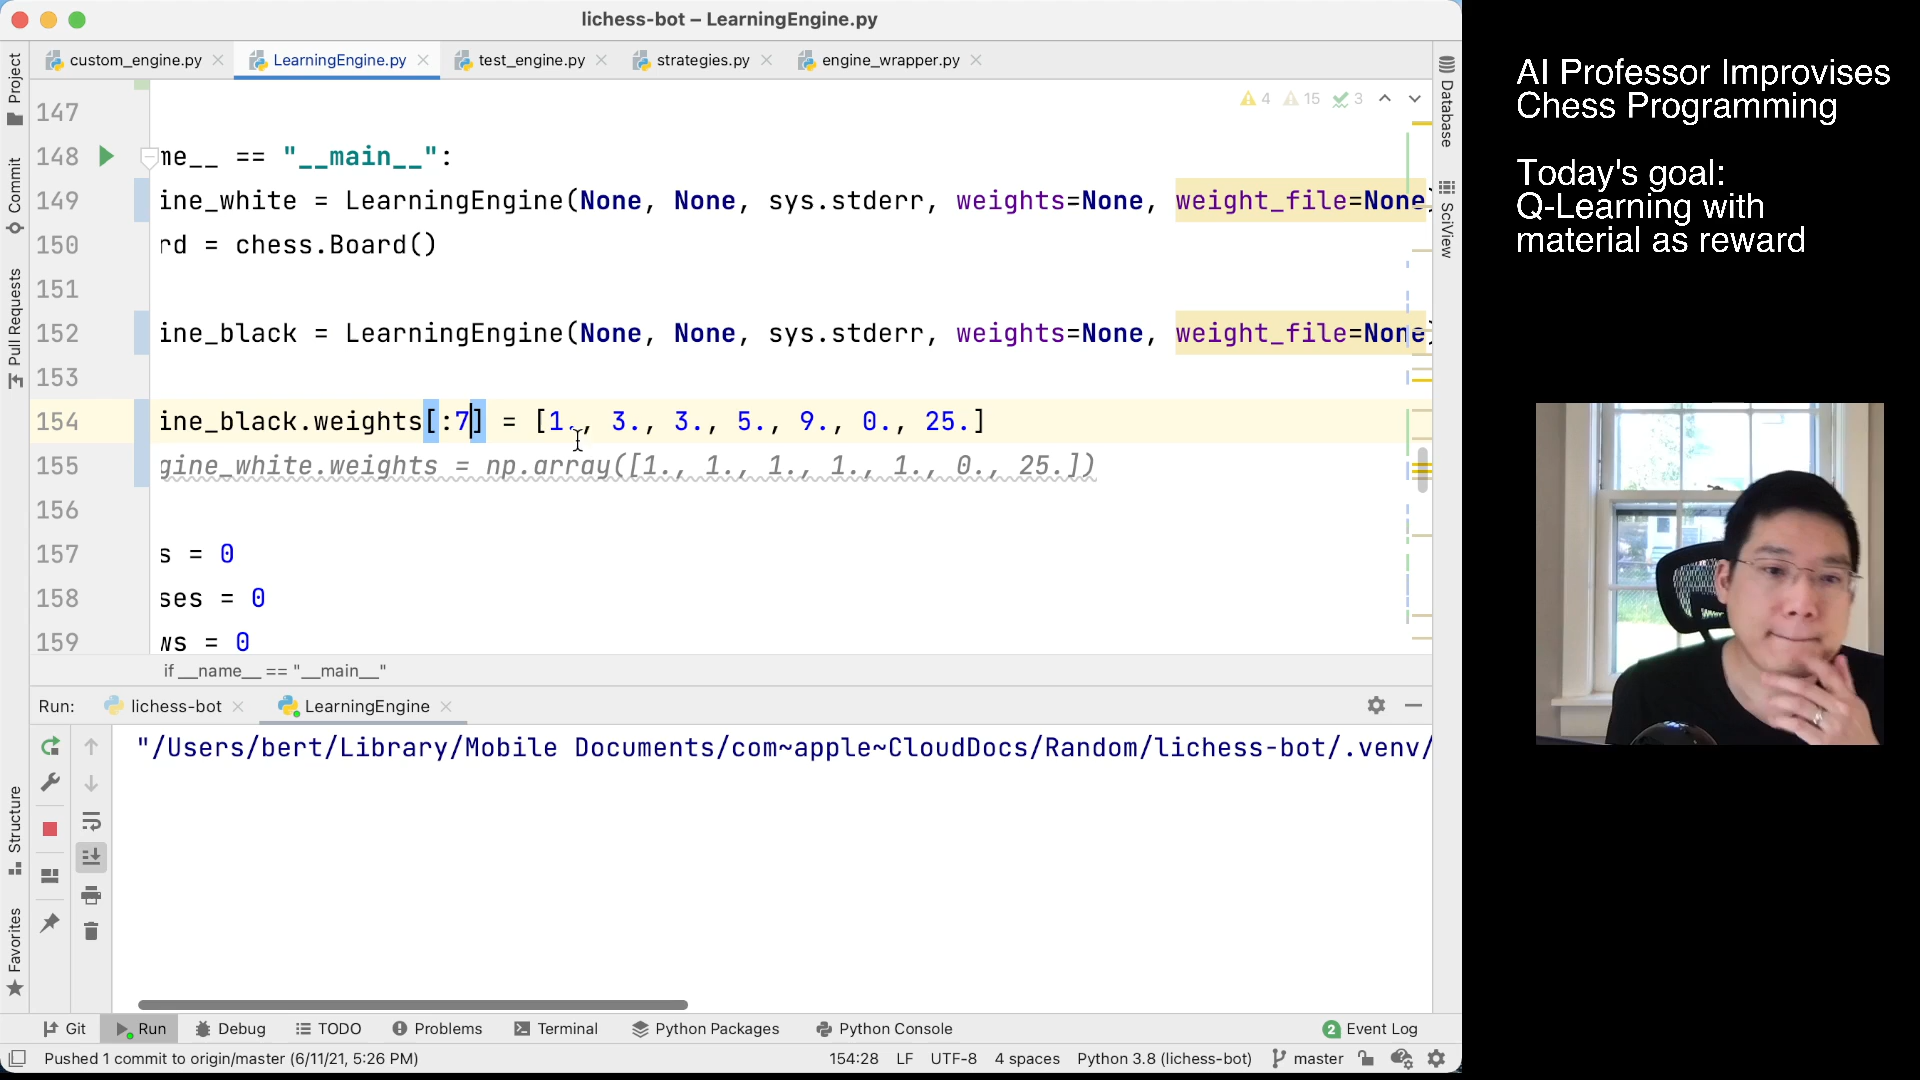 lichess-bot – LearningEngine.py
custom_engine.py
LearningEngine.py
test_engine.py
strategies.py
engine_wrapper.py
Project
Commit
Pull Requests
Structure
Favorites
Database
SciView
4 15 3
147
148 me__ == "__main__":
149 ine_white = LearningEngine(None, None, sys.stderr, weights=None, weight_file=None
150 rd = chess.Board()
151
152 ine_black = LearningEngine(None, None, sys.stderr, weights=None, weight_file=None
153
154 ine_black.weights[:7] = [1., 3., 3., 5., 9., 0., 25.]
155 gine_white.weights = np.array([1., 1., 1., 1., 1., 0., 25.])
156
157 s = 0
158 ses = 0
159 ws = 0
if __name__ == "__main__"
Run:
lichess-bot
LearningEngine
"/Users/bert/Library/Mobile Documents/com~apple~CloudDocs/Random/lichess-bot/.venv/
Git
Run
Debug
TODO
Problems
Terminal
Python Packages
Python Console
2 Event Log
Pushed 1 commit to origin/master (6/11/21, 5:26 PM)
154:28
LF
UTF-8
4 spaces
Python 3.8 (lichess-bot)
master
AI Professor Improvises
Chess Programming
Today's goal:
Q-Learning with
material as reward